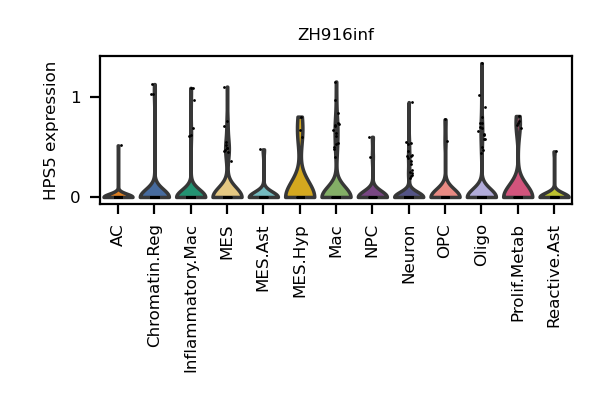 ZH916inf
HPS5 expression
1
0
AC
Chromatin.Reg
Inflammatory.Mac
MES
MES.Ast
MES.Hyp
Mac
NPC
Neuron
OPC
Oligo
Prolif.Metab
Reactive.Ast